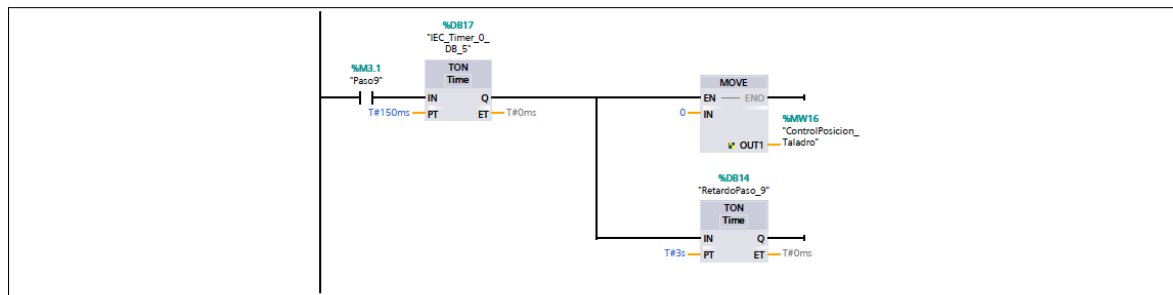 %DB17
"IEC_Timer_0_
DB_5"
TON
Time
%M3.1
"Paso9"
IN Q
T#150ms PT ET T#0ms
MOVE
EN ENO
0 IN
%MW16
"ControlPosicion_
Taladro"
OUT1
%DB14
"RetardoPaso_9"
TON
Time
IN Q
T#3s PT ET T#0ms